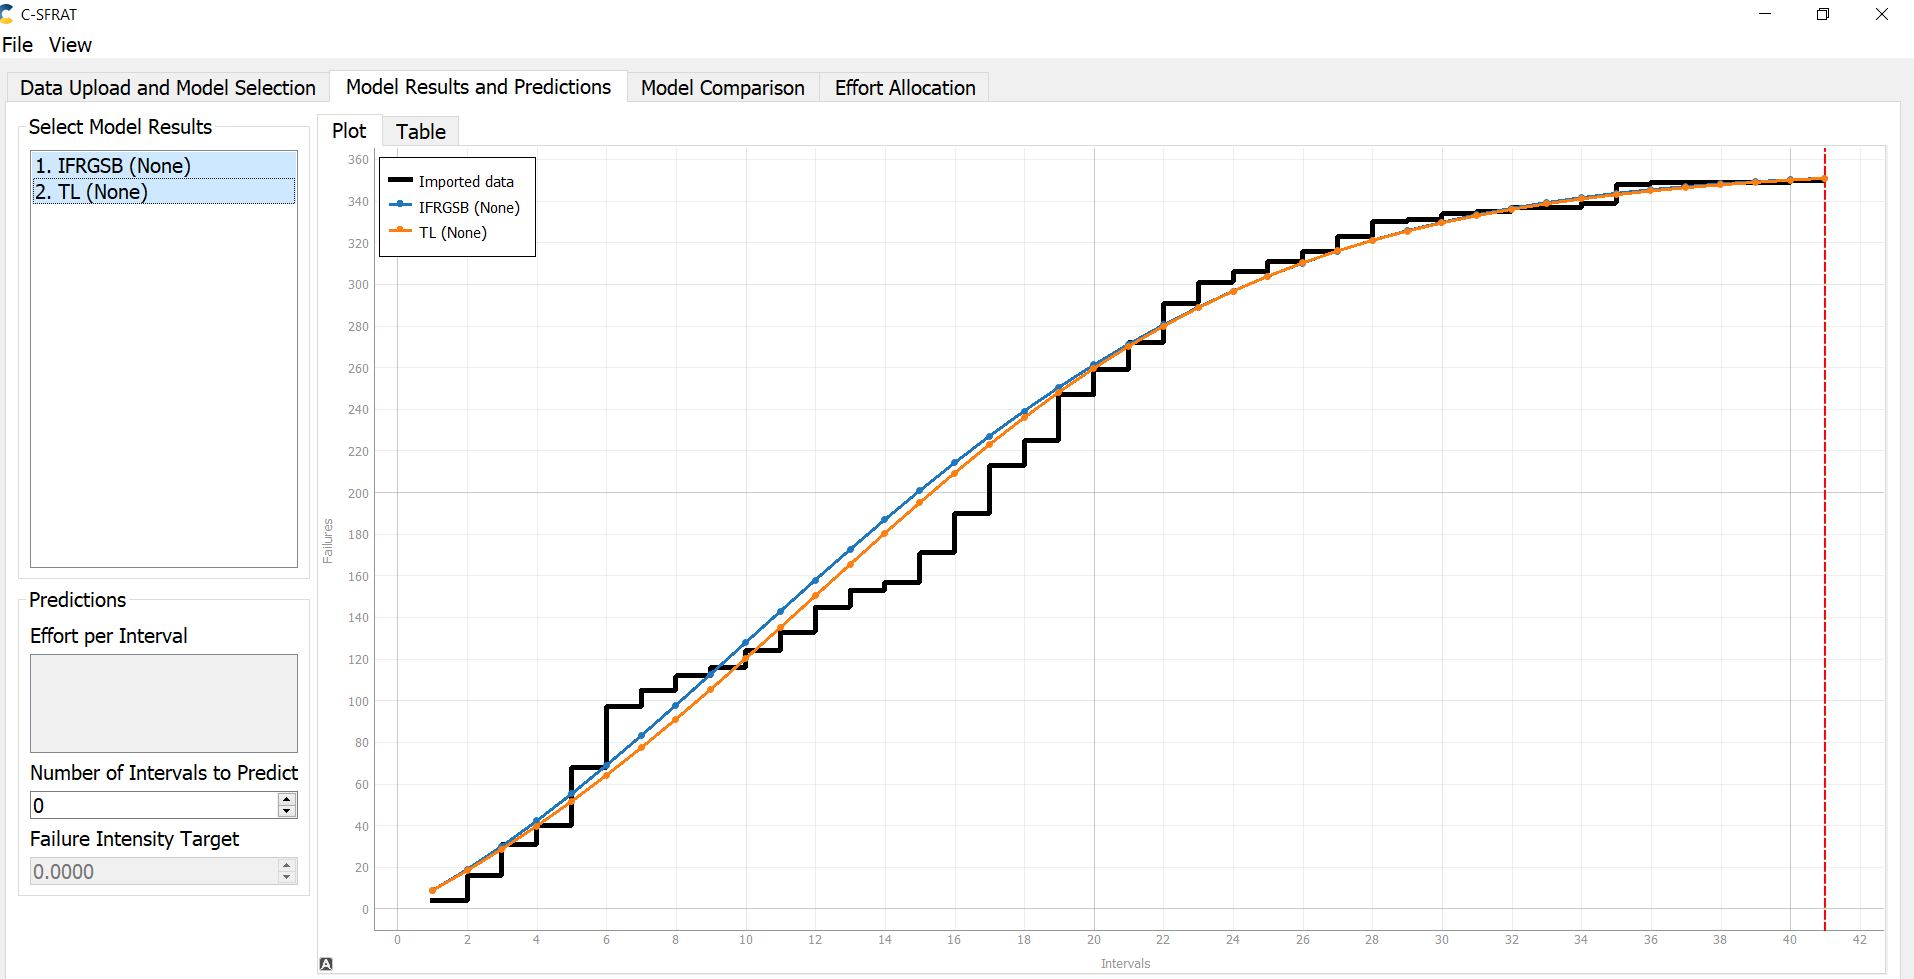 C-SFRAT
File View
Data Upload and Model Selection Model Results and Predictions Model Comparison Effort Allocation
Select Model Results
1. IFRGSB (None)
2. TL (None)
Predictions
Effort per Interval
Number of Intervals to Predict
0
Failure Intensity Target
0.0000
Plot Table
Imported data
IFRGSB (None)
TL (None)
360
340
320
300
280
260
240
220
200
180
160
140
120
100
80
60
40
20
0
Failures
0 2 4 6 8 10 12 14 16 18 20 22 24 26 28 30 32 34 36 38 40 42
Intervals
A